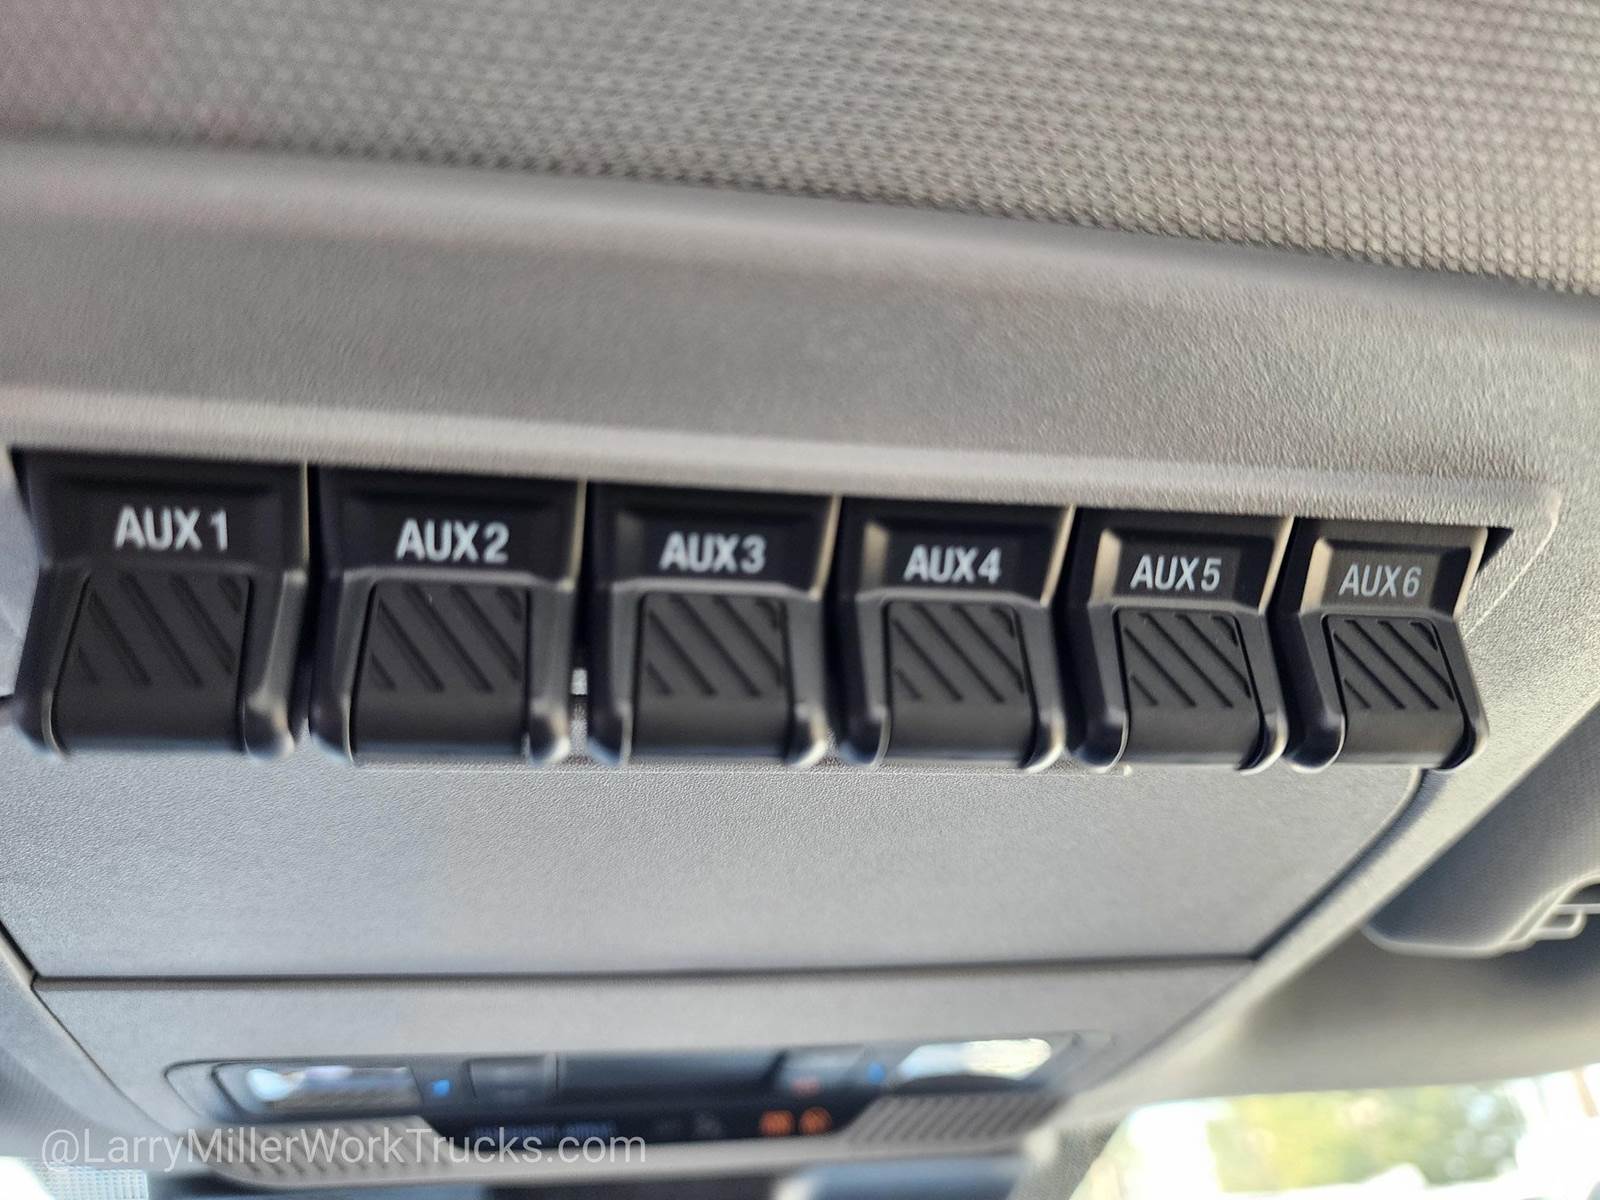 AUX 1 AUX 2 AUX 3 AUX 4 AUX 5 AUX 6
@LarryMillerWorkTrucks.com